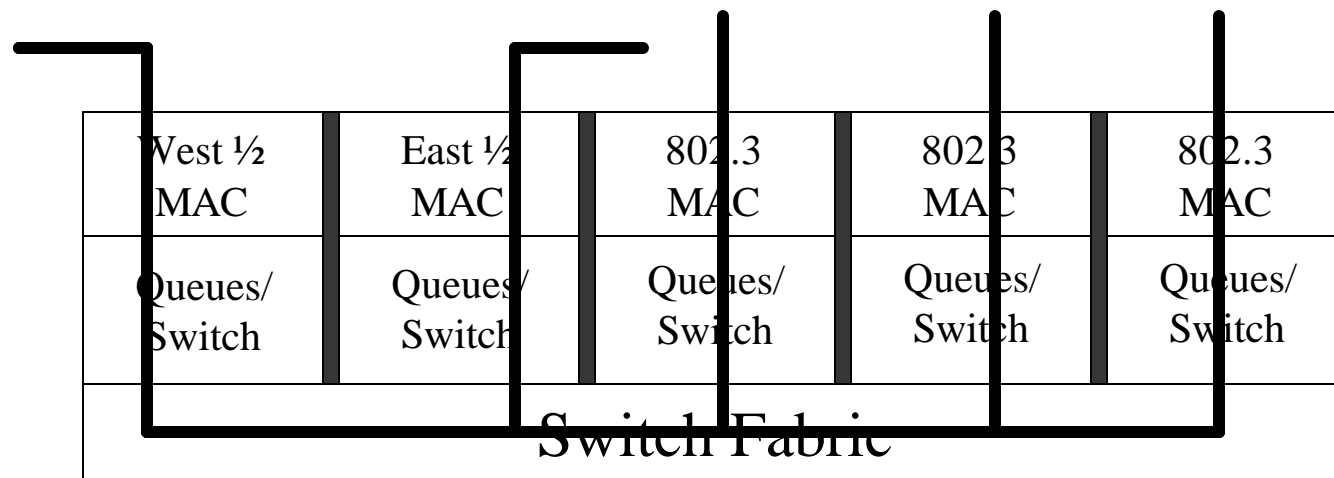 West ½
MAC
East ½
MAC
802.3
MAC
802.3
MAC
802.3
MAC
Queues/
Switch
Queues/
Switch
Queues/
Switch
Queues/
Switch
Queues/
Switch
Switch Fabric